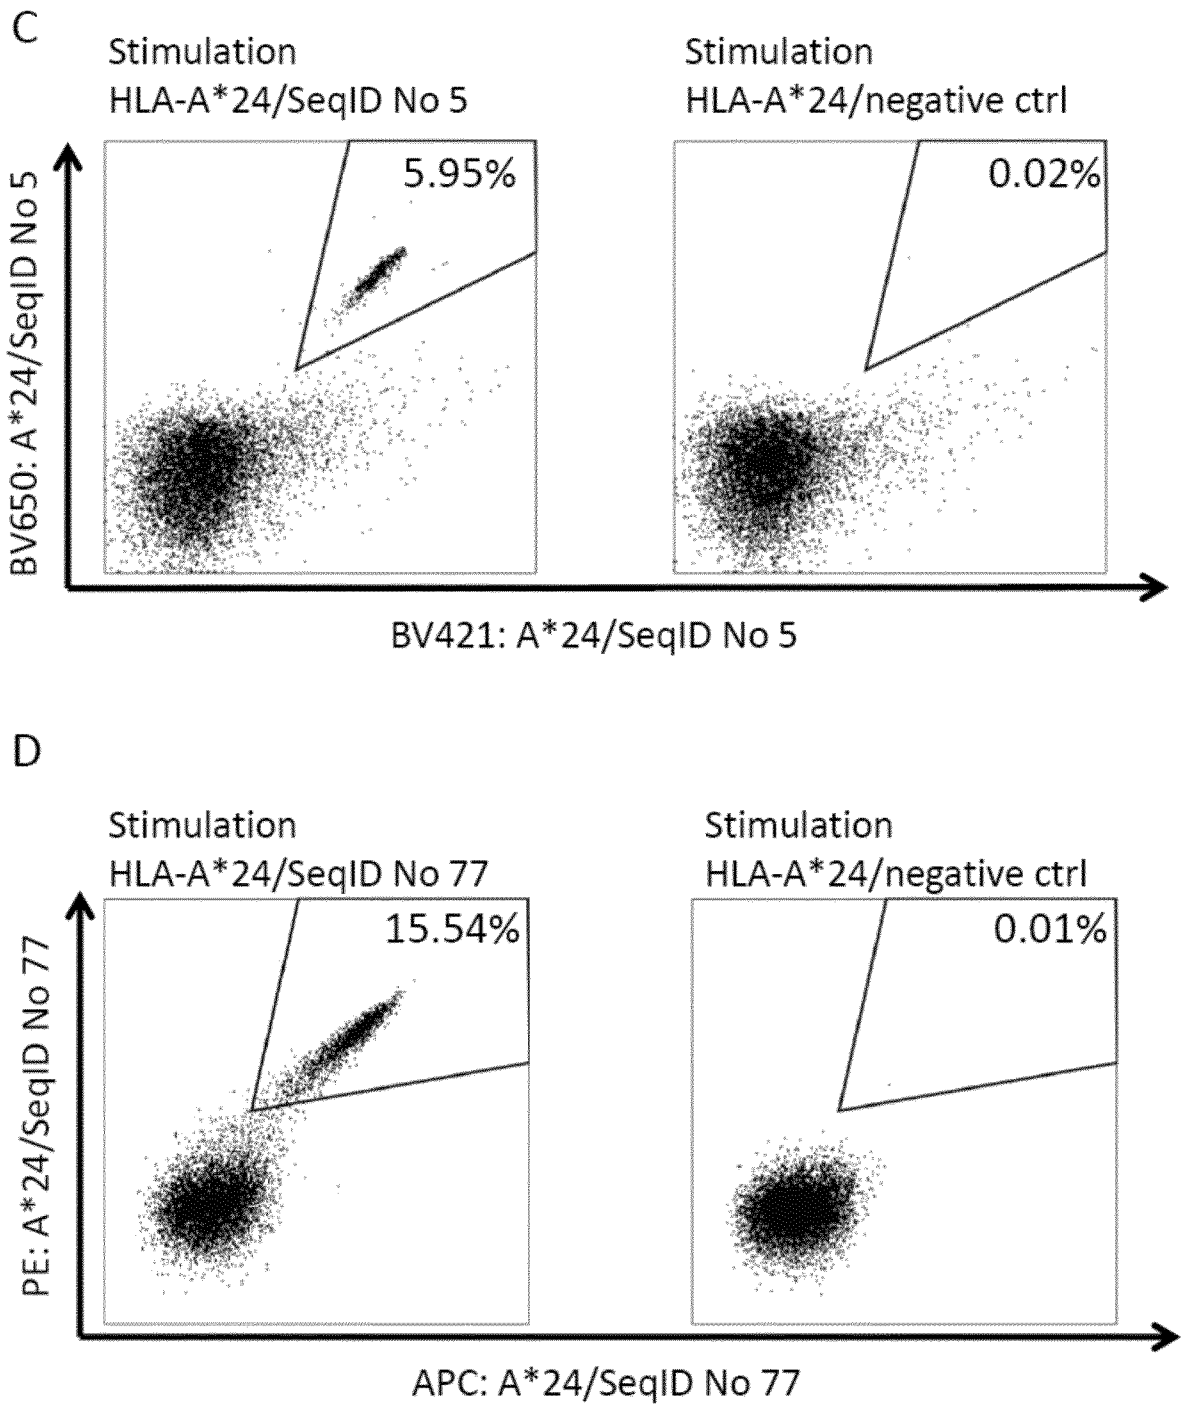 C
Stimulation
HLA-A*24/SeqID No 5
Stimulation
HLA-A*24/negative ctrl
5.95%
0.02%
BV650: A*24/SeqID No 5
BV421: A*24/SeqID No 5
D
Stimulation
HLA-A*24/SeqID No 77
Stimulation
HLA-A*24/negative ctrl
15.54%
0.01%
PE: A*24/SeqID No 77
APC: A*24/SeqID No 77